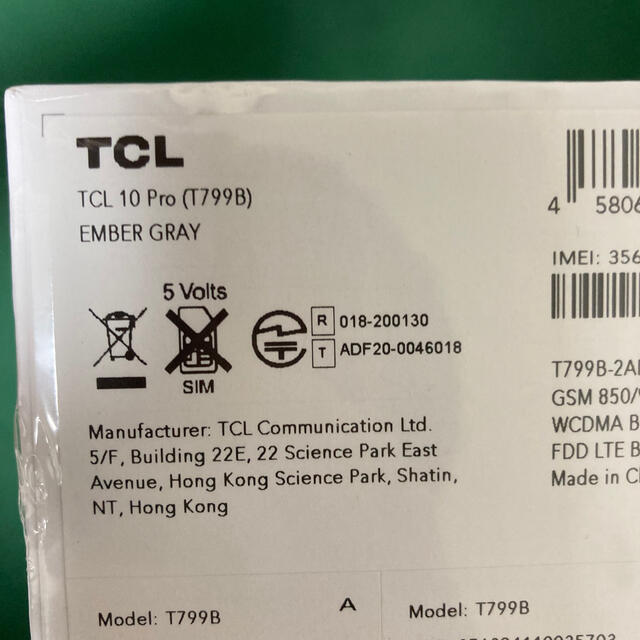 TCL
TCL 10 Pro (T799B)
EMBER GRAY
5 Volts
SIM
R 018-200130
T ADF20-0046018
Manufacturer: TCL Communication Ltd.
5/F, Building 22E, 22 Science Park East
Avenue, Hong Kong Science Park, Shatin,
NT, Hong Kong
4 5806
IMEI: 356
T799B-2A
GSM 850/
WCDMA B
FDD LTE B
Made in C
Model: T799B
A
Model: T799B